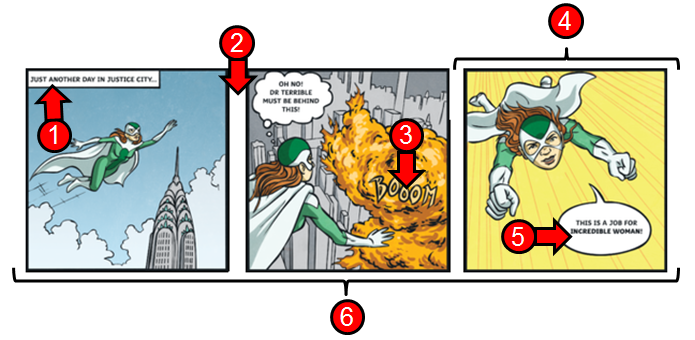 4
2
JUST ANOTHER DAY IN JUSTICE CITY...
1
OH NO!
DR TERRIBLE
MUST BE BEHIND
THIS!
3
BOOOM
THIS IS A JOB FOR
INCREDIBLE WOMAN!
5
6